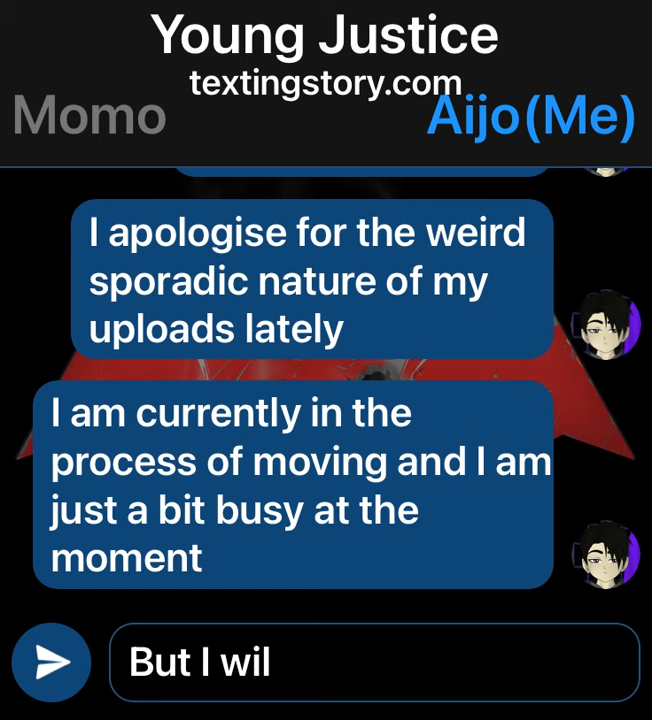 Young Justice
textingstory.com
Momo
Aijo(Me)
I apologise for the weird
sporadic nature of my
uploads lately
I am currently in the
process of moving and I am
just a bit busy at the
moment
But I wil